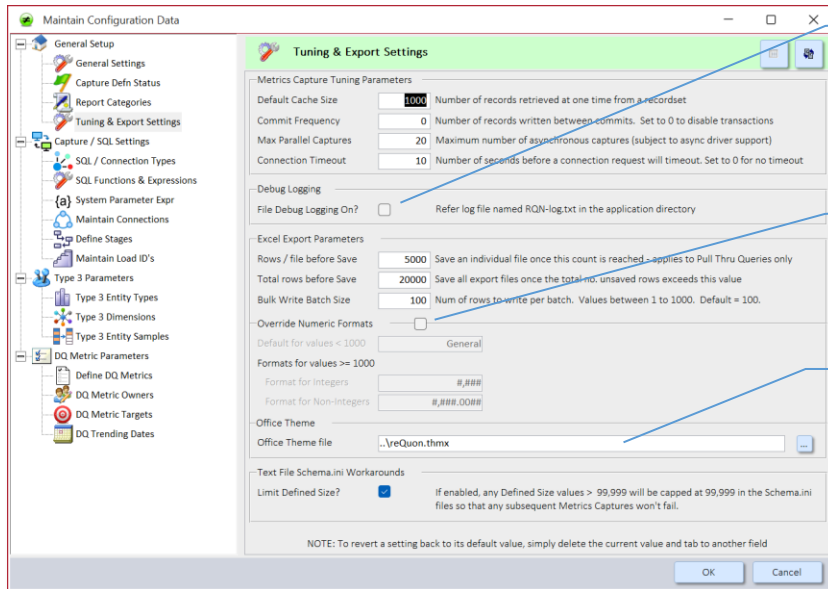 Maintain Configuration Data
General Setup
General Settings
Capture Defn Status
Report Categories
Tuning & Export Settings
Capture / SQL Settings
SQL / Connection Types
SQL Functions & Expressions
{a} System Parameter Expr
Maintain Connections
Define Stages
Maintain Load ID's
Type 3 Parameters
Type 3 Entity Types
Type 3 Dimensions
Type 3 Entity Samples
DQ Metric Parameters
Define DQ Metrics
DQ Metric Owners
DQ Metric Targets
DQ Trending Dates
Tuning & Export Settings
Metrics Capture Tuning Parameters
Default Cache Size 1000 Number of records retrieved at one time from a recordset
Commit Frequency 0 Number of records written between commits. Set to 0 to disable transactions
Max Parallel Captures 20 Maximum number of asynchronous captures (subject to async driver support)
Connection Timeout 10 Number of seconds before a connection request will timeout. Set to 0 for no timeout
Debug Logging
File Debug Logging On? Refer log file named RQN-log.txt in the application directory
Excel Export Parameters
Rows / file before Save 5000 Save an individual file once this count is reached - applies to Pull Thru Queries only
Total rows before Save 20000 Save all export files once the total no. unsaved rows exceeds this value
Bulk Write Batch Size 100 Num of rows to write per batch. Values between 1 to 1000. Default = 100.
Override Numeric Formats
Default for values < 1000 General
Formats for values >= 1000
Format for Integers #,###
Format for Non-Integers #,###.00##
Office Theme
Office Theme file ..\reQuon.thmx ...
Text File Schema.ini Workarounds
Limit Defined Size? If enabled, any Defined Size values > 99,999 will be capped at 99,999 in the Schema.ini
files so that any subsequent Metrics Captures won't fail.
NOTE: To revert a setting back to its default value, simply delete the current value and tab to another field
OK Cancel